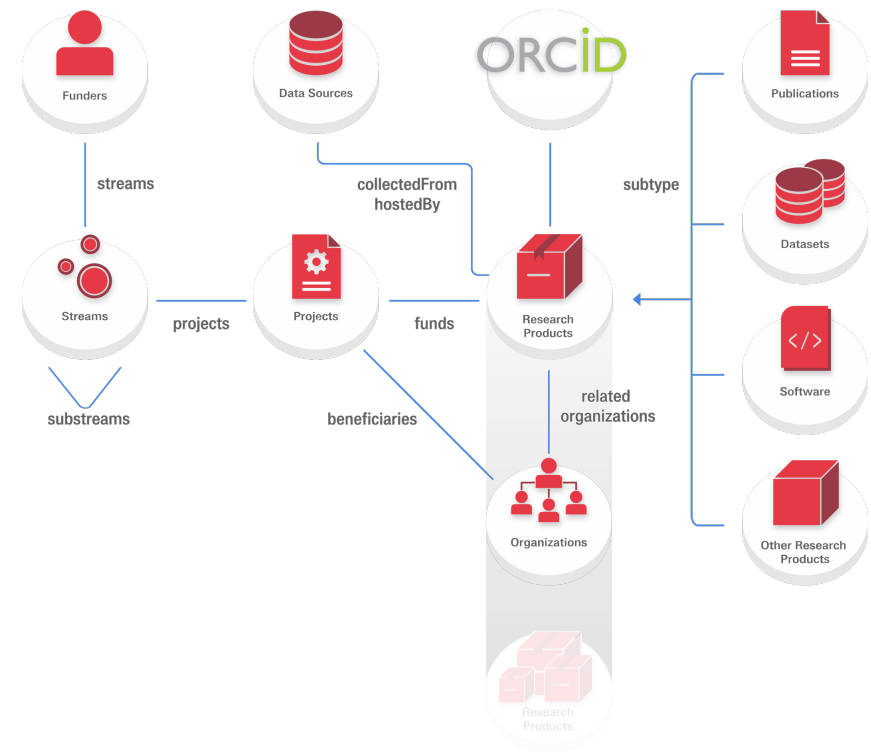 Funders
Data Sources
ORCiD
Publications
streams
collectedFrom
hostedBy
subtype
Datasets
Streams
projects
Projects
funds
Research
Products
Software
substreams
beneficiaries
related
organizations
Organizations
Other Research
Products
</> 
Research
Products